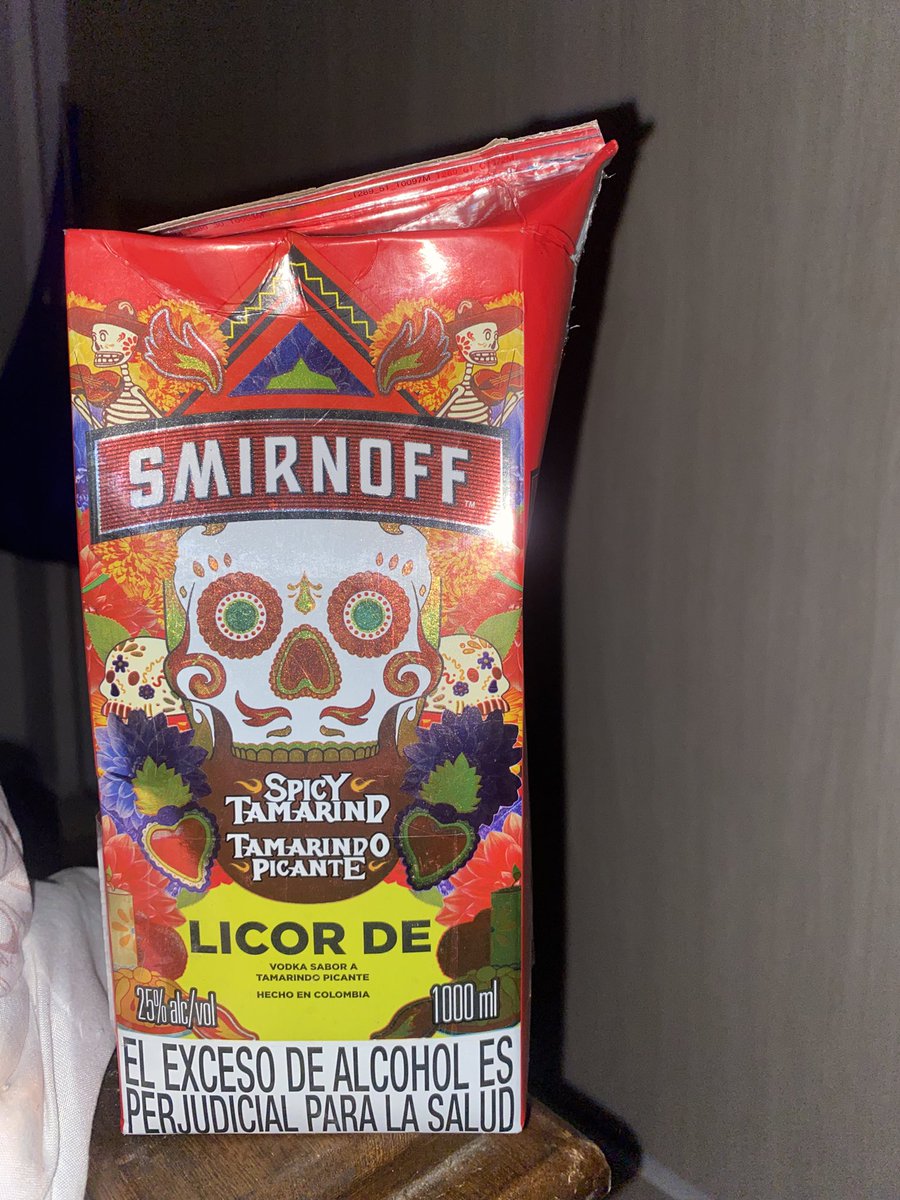 SMIRNOFF™
SPICY
TAMARIND
TAMARINDO
PICANTE
LICOR DE
VODKA SABOR A
TAMARINDO PICANTE
HECHO EN COLOMBIA
25% alc/vol
1000 ml
EL EXCESO DE ALCOHOL ES
PERJUDICIAL PARA LA SALUD